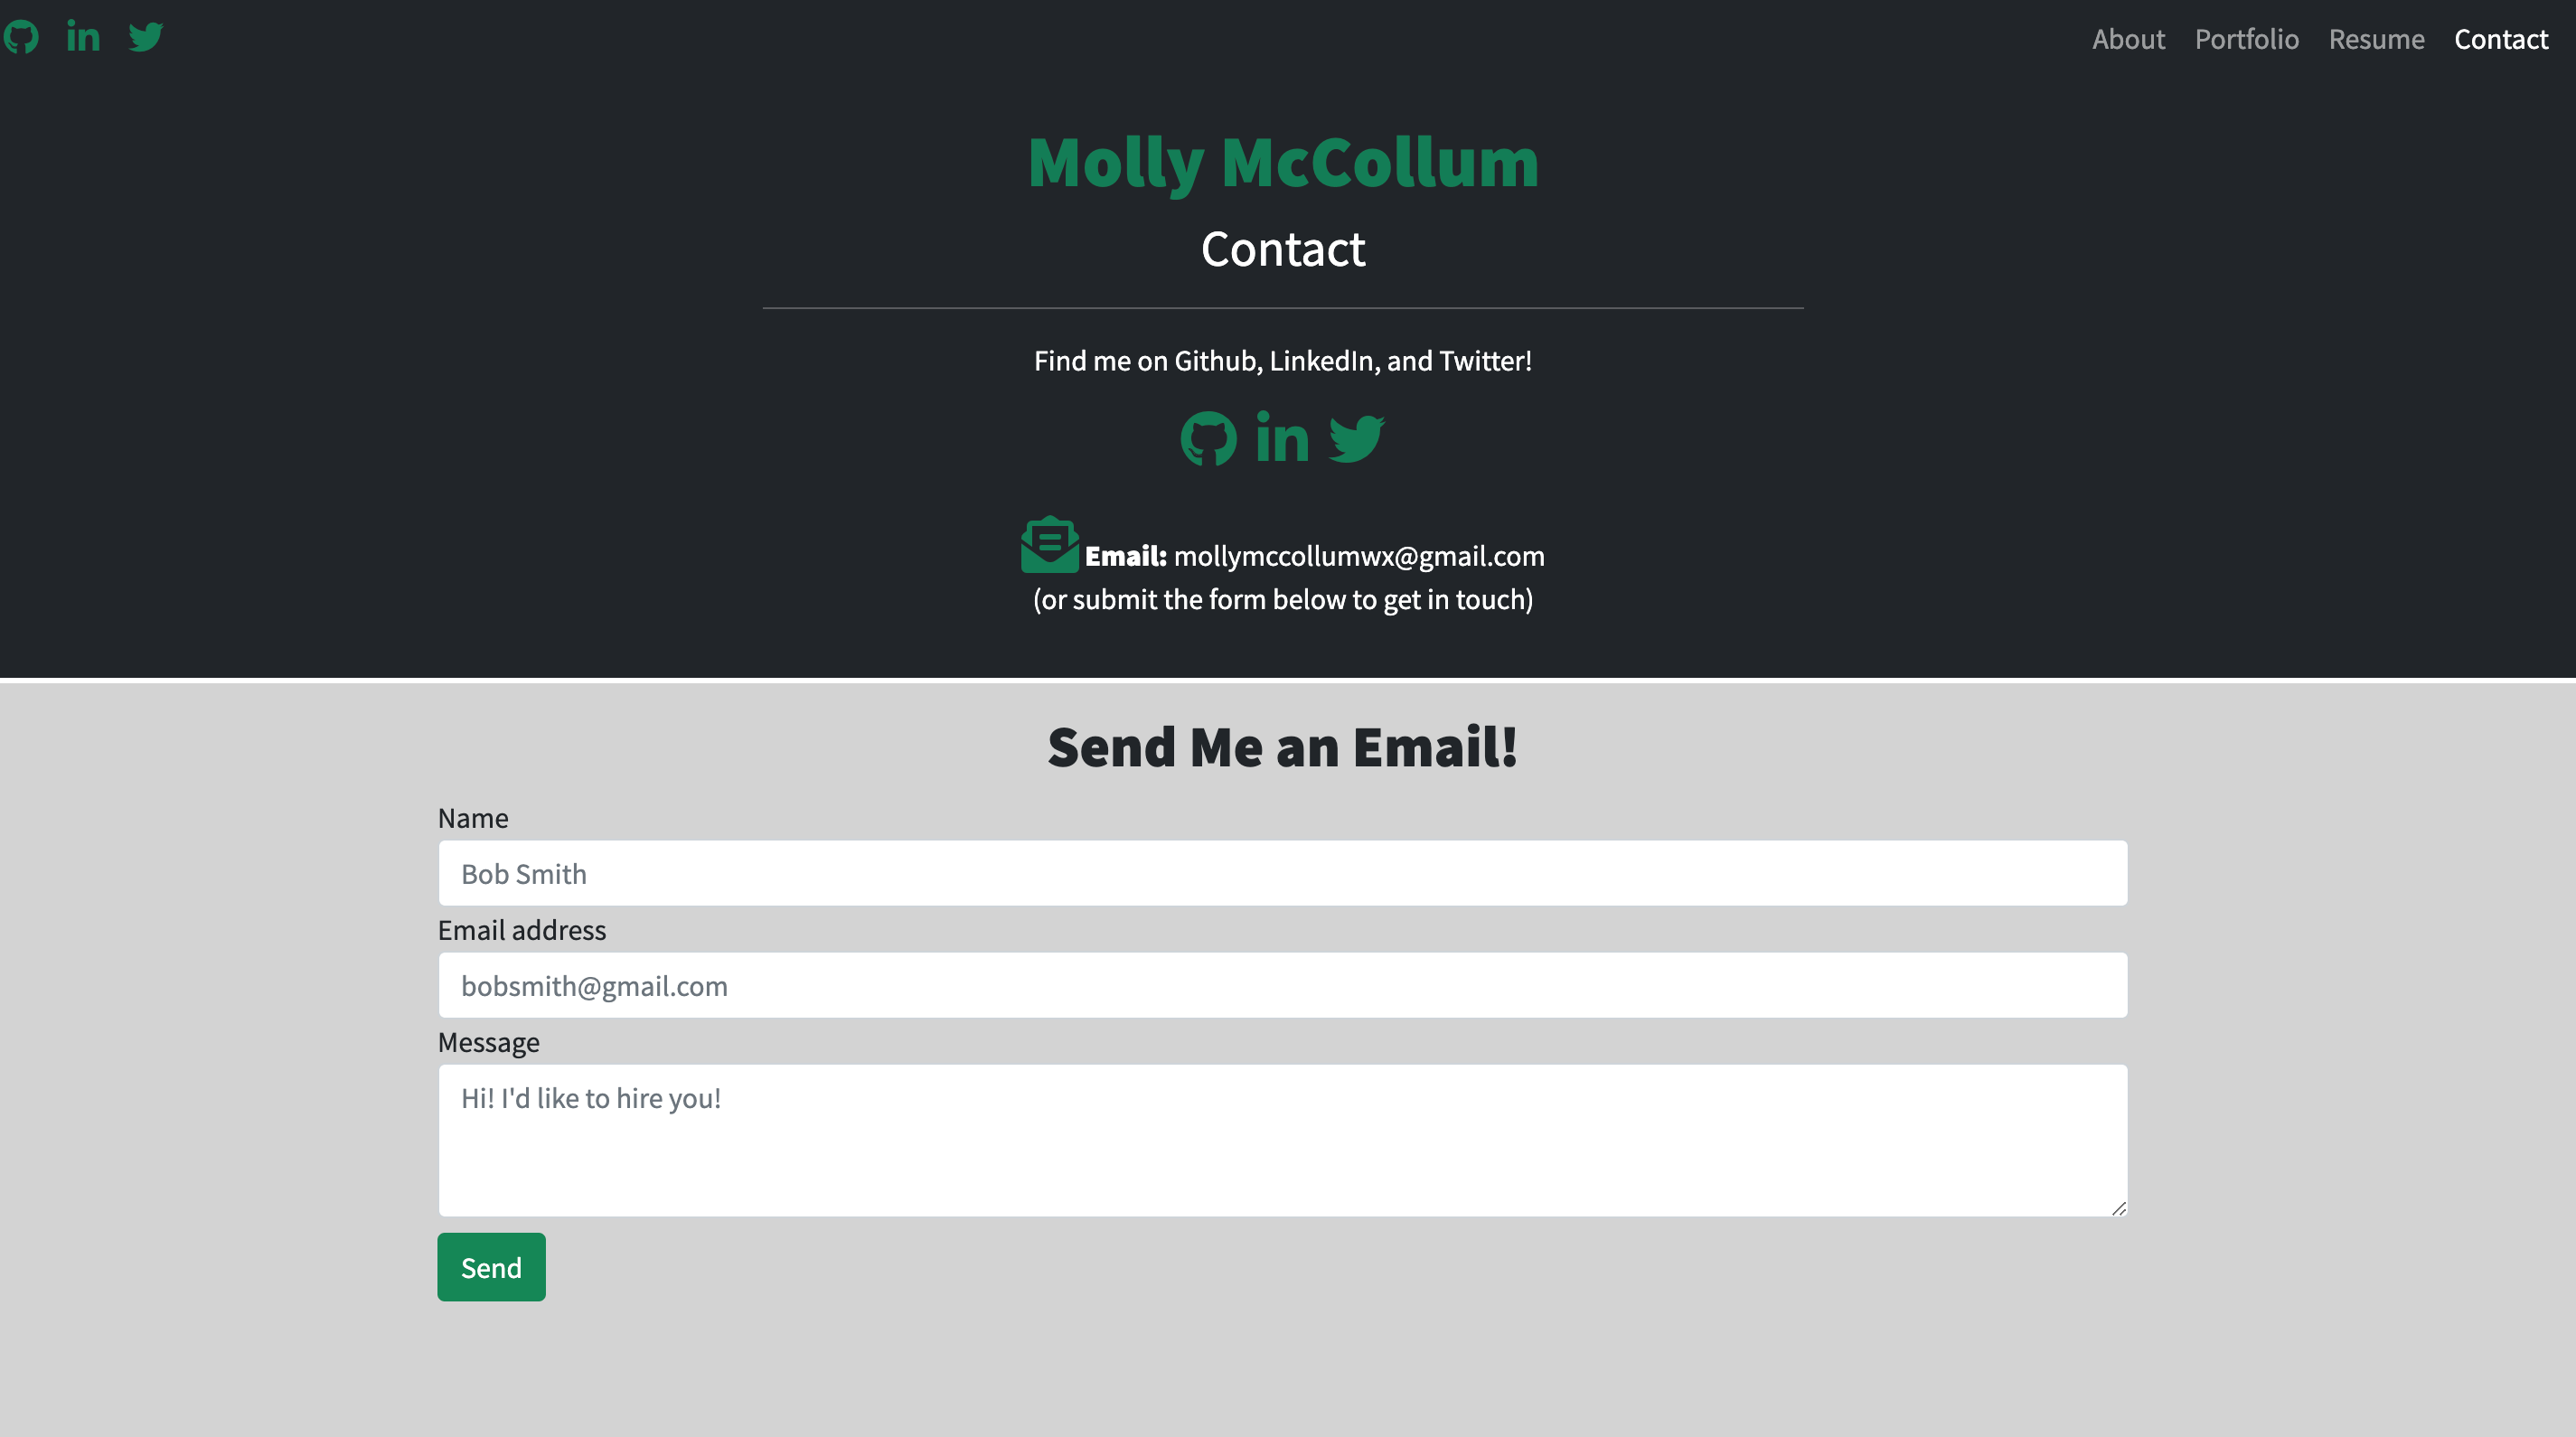 About Portfolio Resume Contact
Molly McCollum
Contact
Find me on Github, LinkedIn, and Twitter!
Email: mollymccollumwx@gmail.com
(or submit the form below to get in touch)
Send Me an Email!
Name
Bob Smith
Email address
bobsmith@gmail.com
Message
Hi! I'd like to hire you!
Send